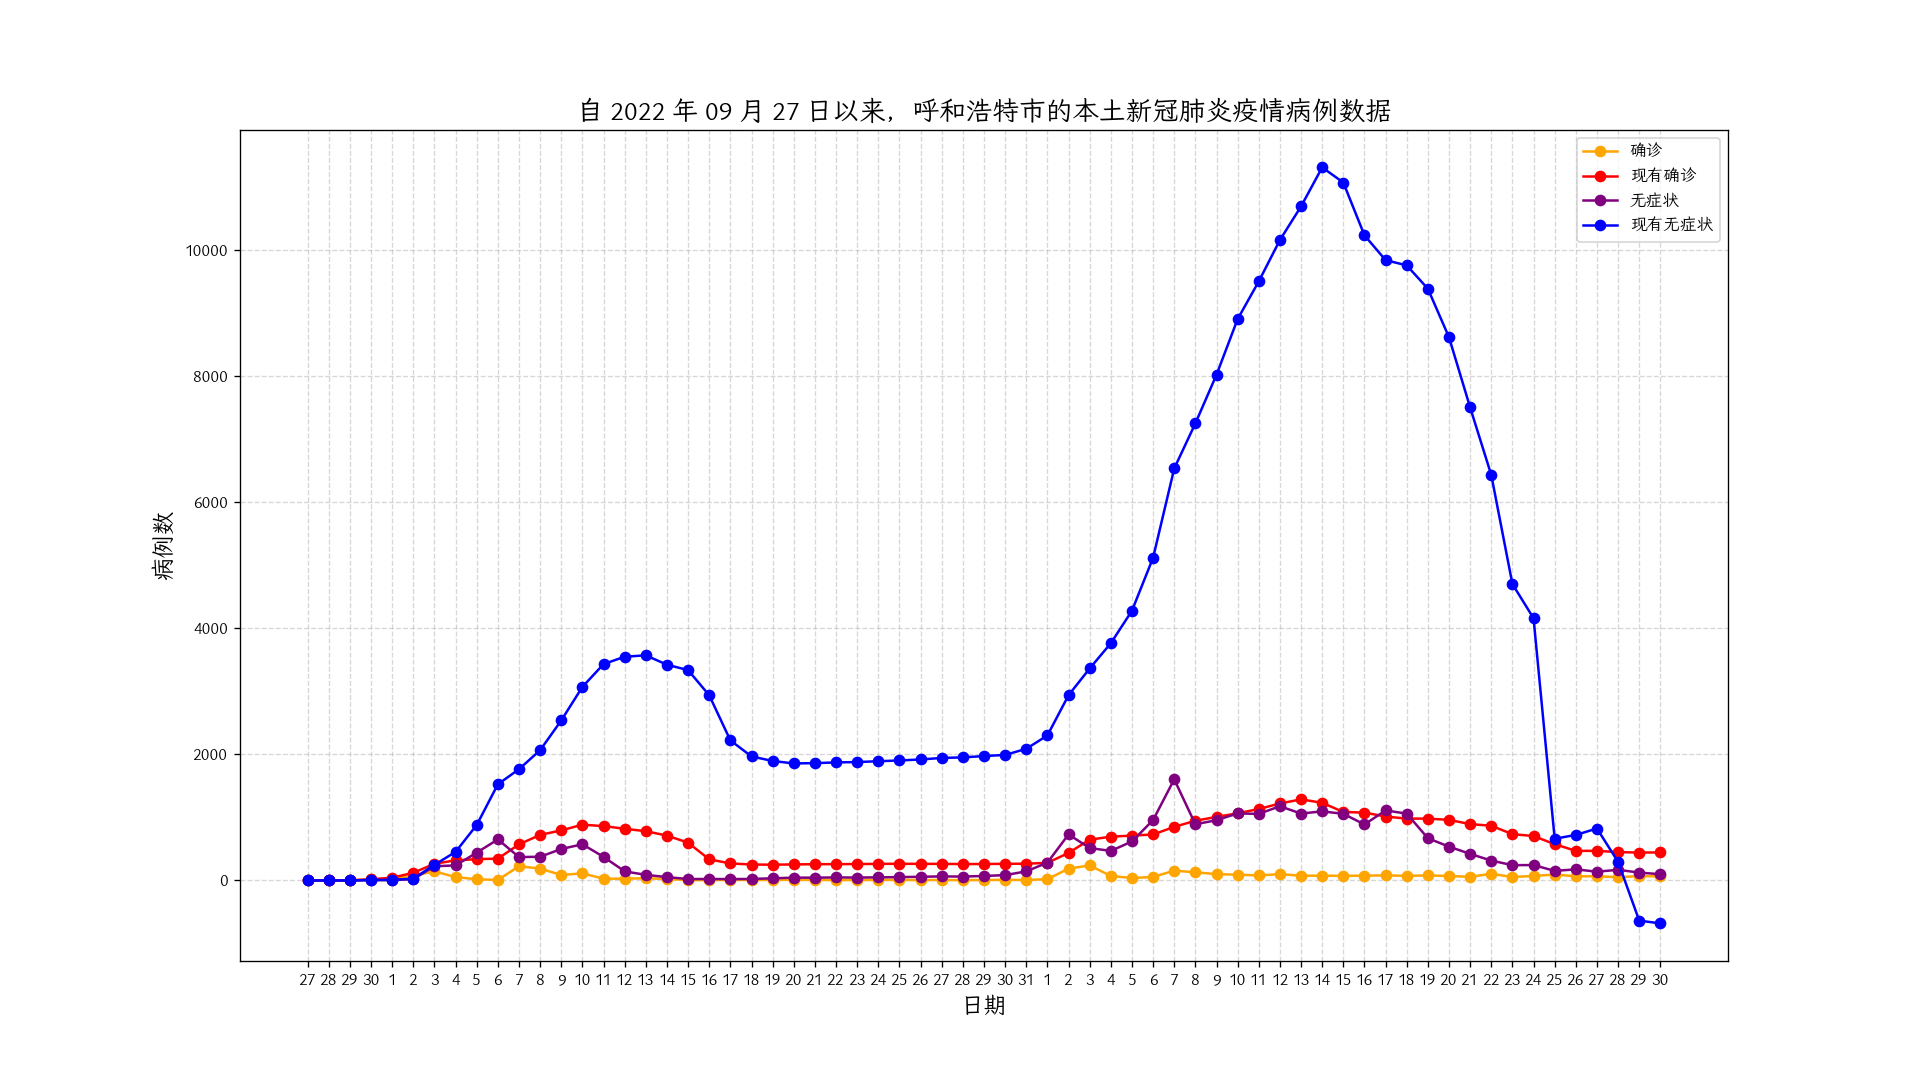 自 2022 年 09 月 27 日以来，呼和浩特市的本土新冠肺炎疫情病例数据
确诊
现有确诊
无症状
现有无症状
10000
8000
6000
4000
2000
0
病例数
27 28 29 30 1 2 3 4 5 6 7 8 9 10 11 12 13 14 15 16 17 18 19 20 21 22 23 24 25 26 27 28 29 30 31 1 2 3 4 5 6 7 8 9 10 11 12 13 14 15 16 17 18 19 20 21 22 23 24 25 26 27 28 29 30
日期